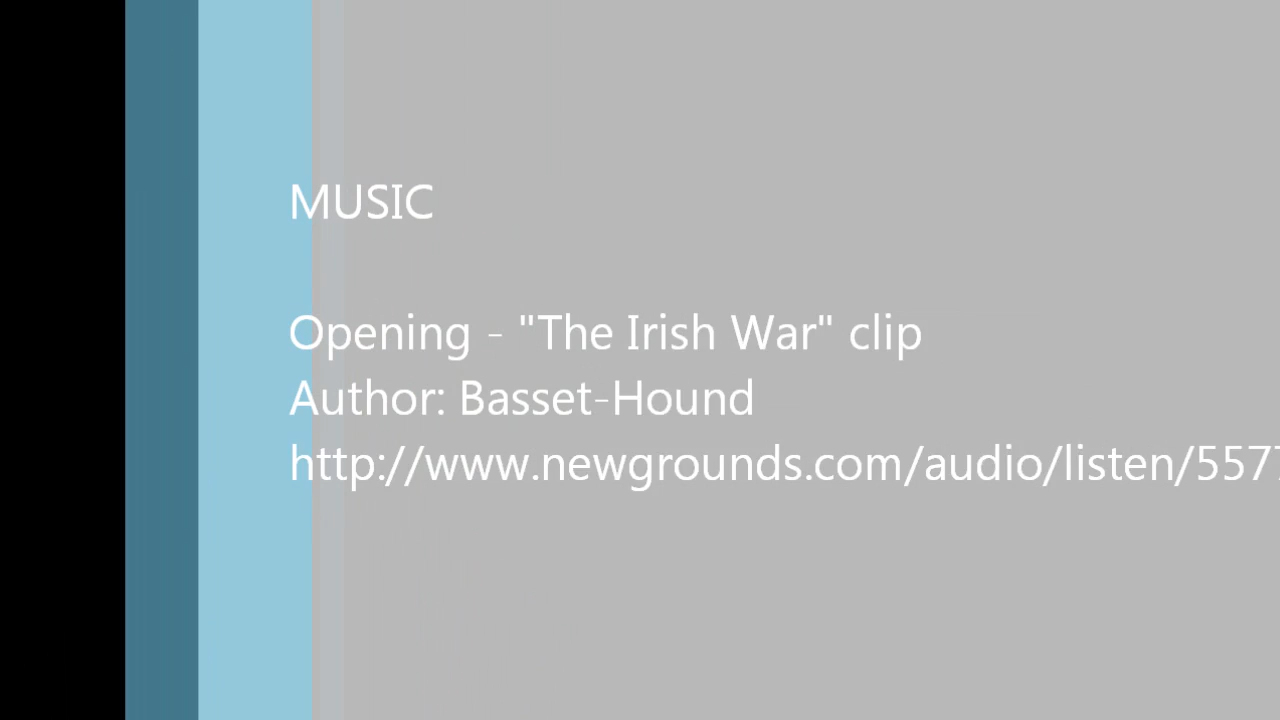 MUSIC
Opening - "The Irish War" clip
Author: Basset-Hound
http://www.newgrounds.com/audio/listen/557